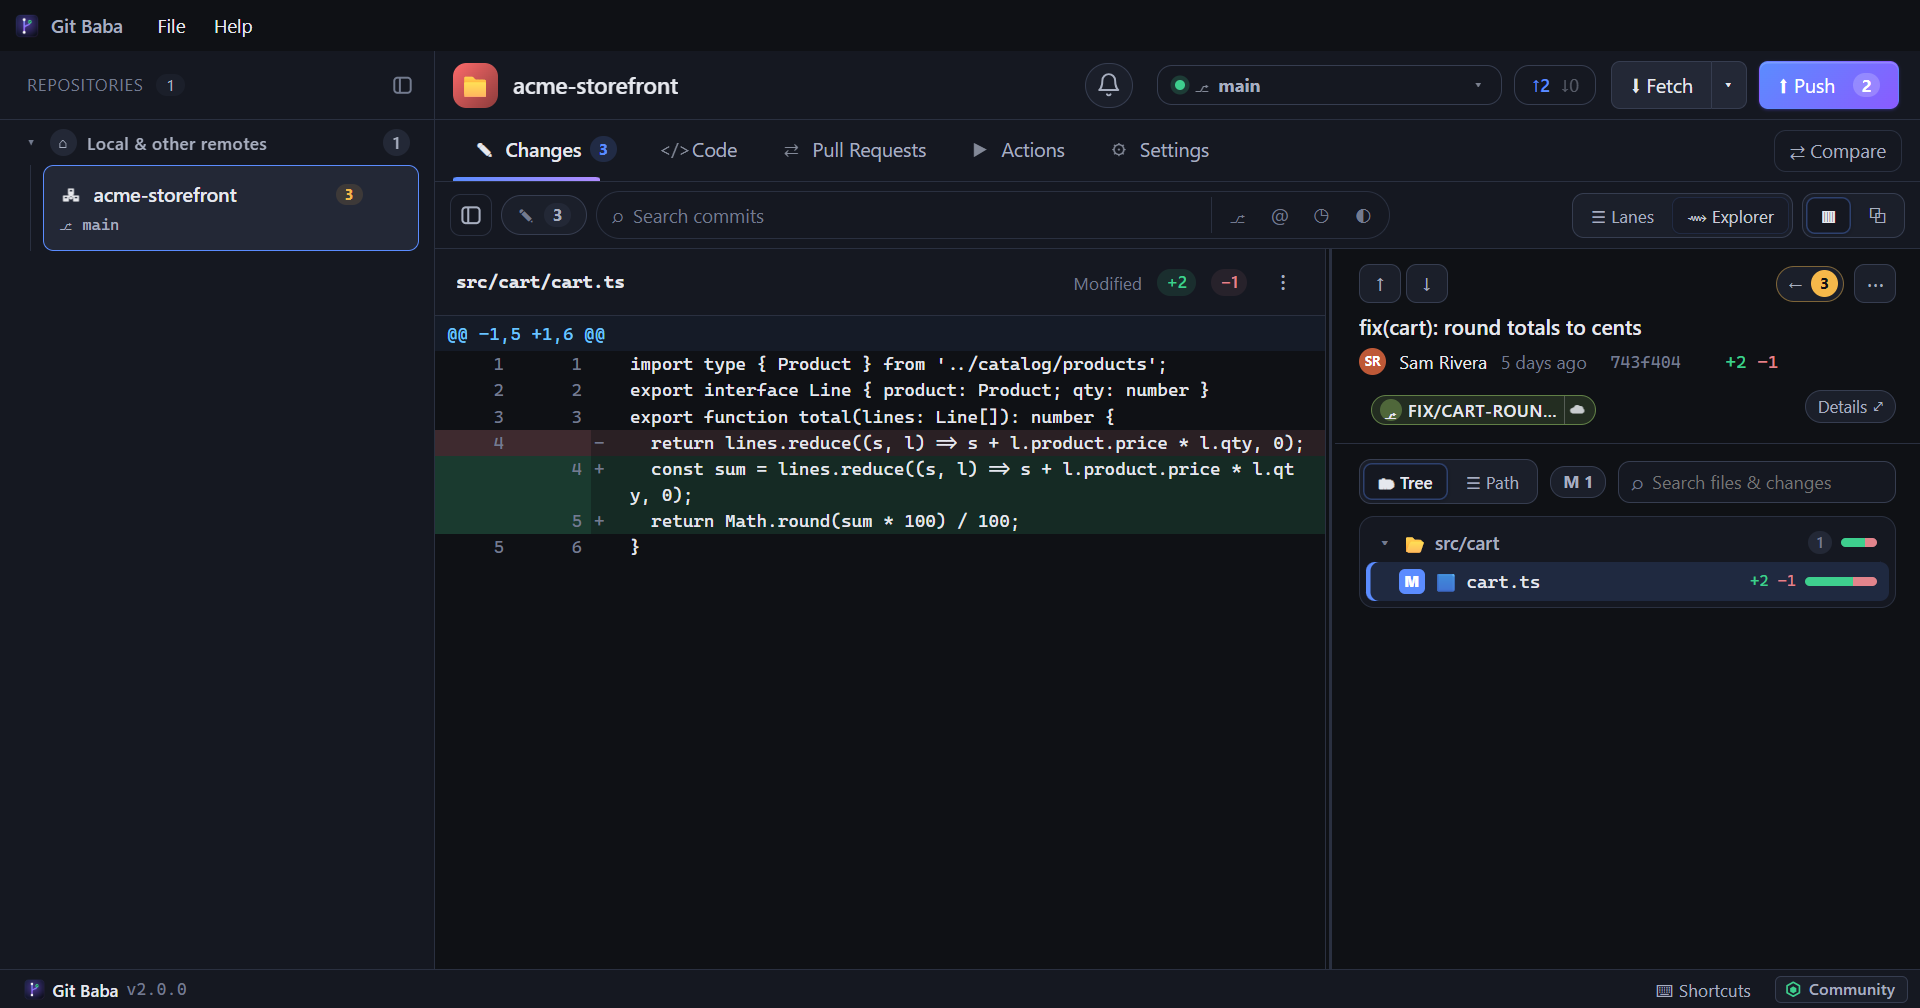 Git Baba File Help
REPOSITORIES 1
acme-storefront
main
↑2 ↓0
Fetch
Push 2
Local & other remotes 1
acme-storefront 3
main
Changes 3
</> Code
Pull Requests
Actions
Settings
Compare
3
Search commits
Lanes
Explorer
src/cart/cart.ts
Modified +2 −1
@@ −1,5 +1,6 @@
1 1 import type { Product } from '../catalog/products';
2 2 export interface Line { product: Product; qty: number }
3 3 export function total(lines: Line[]): number {
4 − return lines.reduce((s, l) => s + l.product.price * l.qty, 0);
4 + const sum = lines.reduce((s, l) => s + l.product.price * l.qt
y, 0);
5 + return Math.round(sum * 100) / 100;
5 6 }
← 3
fix(cart): round totals to cents
SR Sam Rivera 5 days ago 743f404 +2 −1
FIX/CART-ROUN...
Details
Tree
Path
M 1
Search files & changes
src/cart 1
M cart.ts +2 −1
Git Baba v2.0.0
Shortcuts
Community